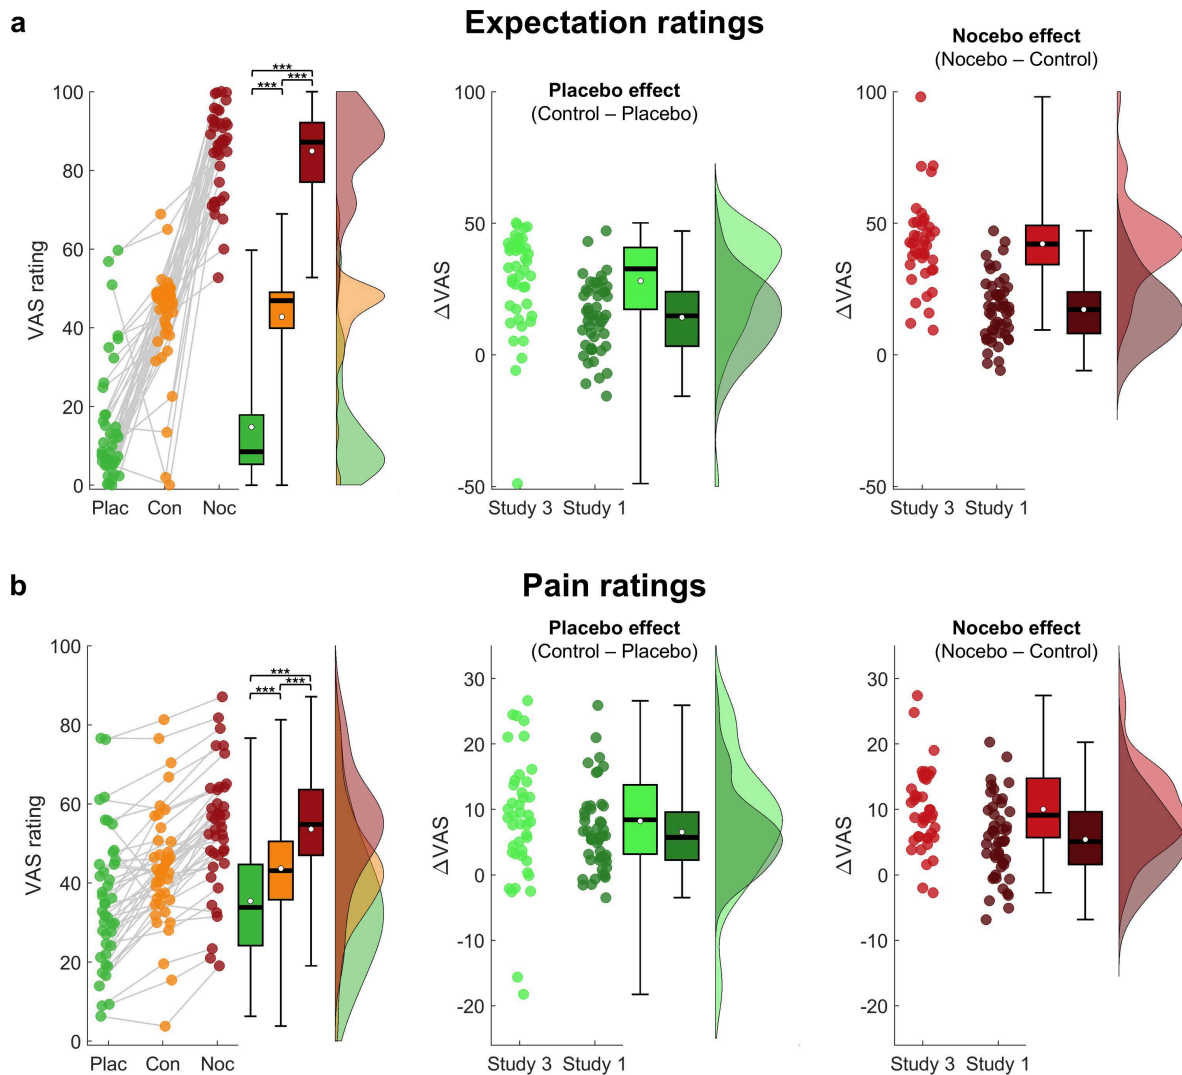 a
Expectation ratings
Nocebo effect
(Nocebo – Control)
Placebo effect
(Control – Placebo)
***
***
***
VAS rating
100
80
60
40
20
0
Plac Con Noc
ΔVAS
100
50
0
-50
Study 3 Study 1
ΔVAS
100
50
0
-50
Study 3 Study 1
b
Pain ratings
Placebo effect
(Control – Placebo)
Nocebo effect
(Nocebo – Control)
***
***
***
VAS rating
100
80
60
40
20
0
Plac Con Noc
ΔVAS
30
20
10
0
-10
-20
Study 3 Study 1
ΔVAS
30
20
10
0
-10
-20
Study 3 Study 1